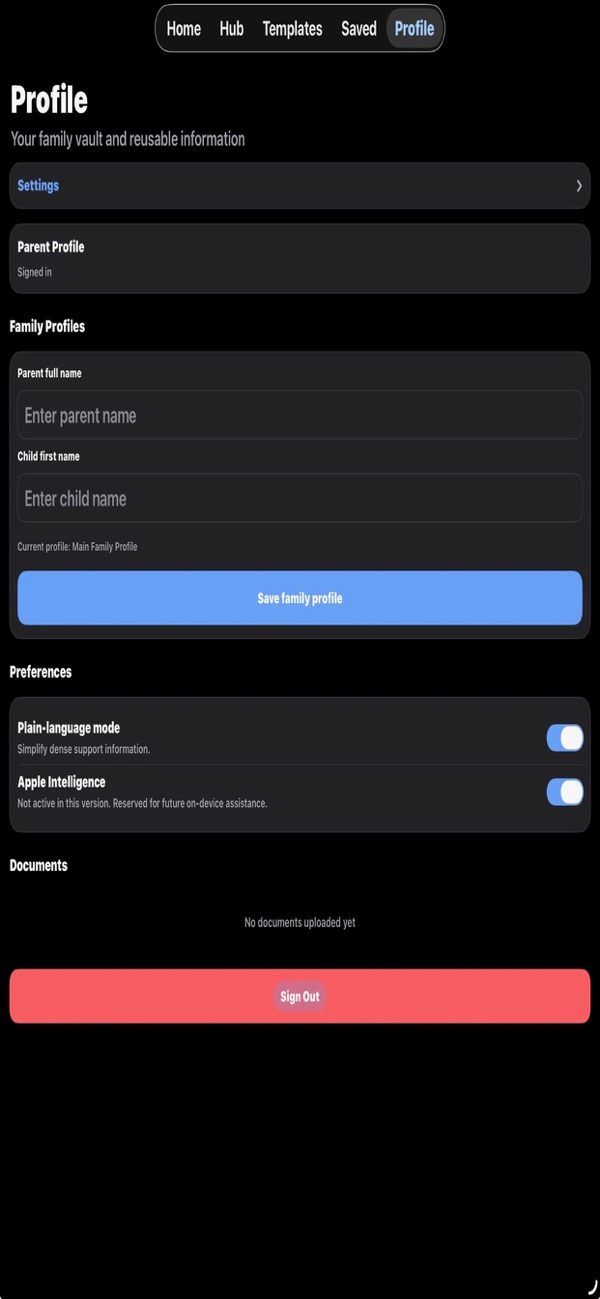 Home Hub Templates Saved Profile
Profile
Your family vault and reusable information
Settings
Parent Profile
Signed in
Family Profiles
Parent full name
Enter parent name
Child first name
Enter child name
Current profile: Main Family Profile
Save family profile
Preferences
Plain-language mode
Simplify dense support information.
Apple Intelligence
Not active in this version. Reserved for future on-device assistance.
Documents
No documents uploaded yet
Sign Out